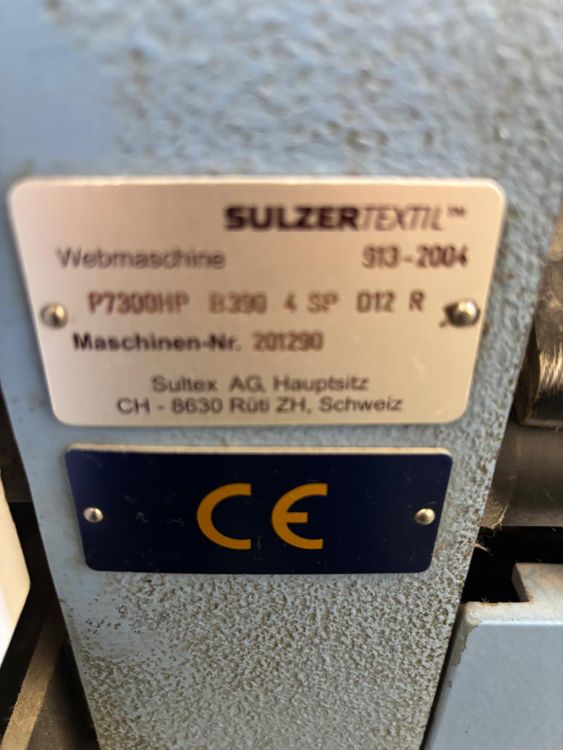 SULZERTEXTIL™
Webmaschine S13-2004
P7300HP B390 4 SP D12 R
Maschinen-Nr. 201290
Sultex AG, Hauptsitz
CH - 8630 Rüti ZH, Schweiz
CE